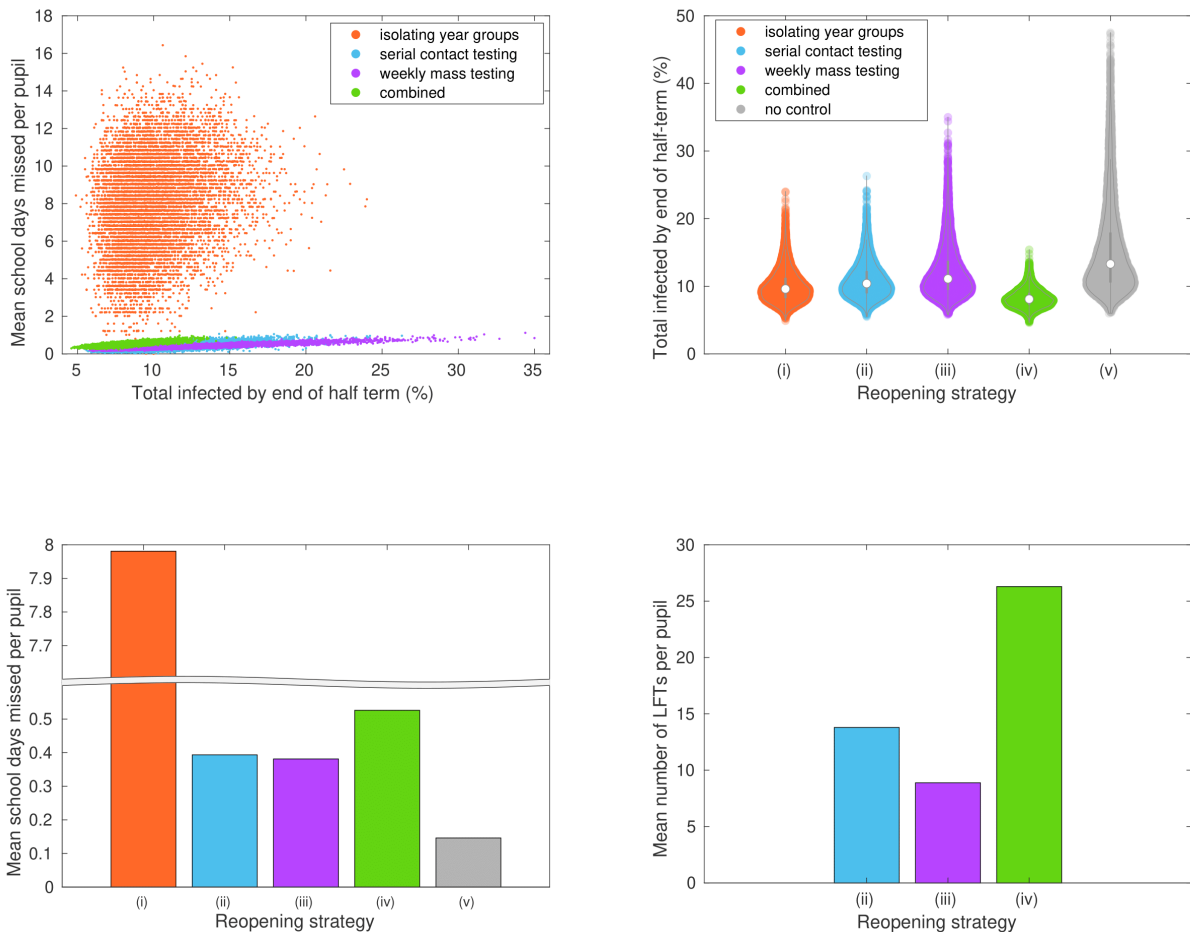 18
16
14
12
10
8
6
4
2
0
Mean school days missed per pupil
isolating year groups
serial contact testing
weekly mass testing
combined
5 10 15 20 25 30 35
Total infected by end of half term (%)
50
40
30
20
10
0
Total infected by end of half-term (%)
isolating year groups
serial contact testing
weekly mass testing
combined
no control
(i) (ii) (iii) (iv) (v)
Reopening strategy
8
7.9
7.8
7.7
0.5
0.4
0.3
0.2
0.1
0
Mean school days missed per pupil
(i) (ii) (iii) (iv) (v)
Reopening strategy
30
25
20
15
10
5
0
Mean number of LFTs per pupil
(ii) (iii) (iv)
Reopening strategy